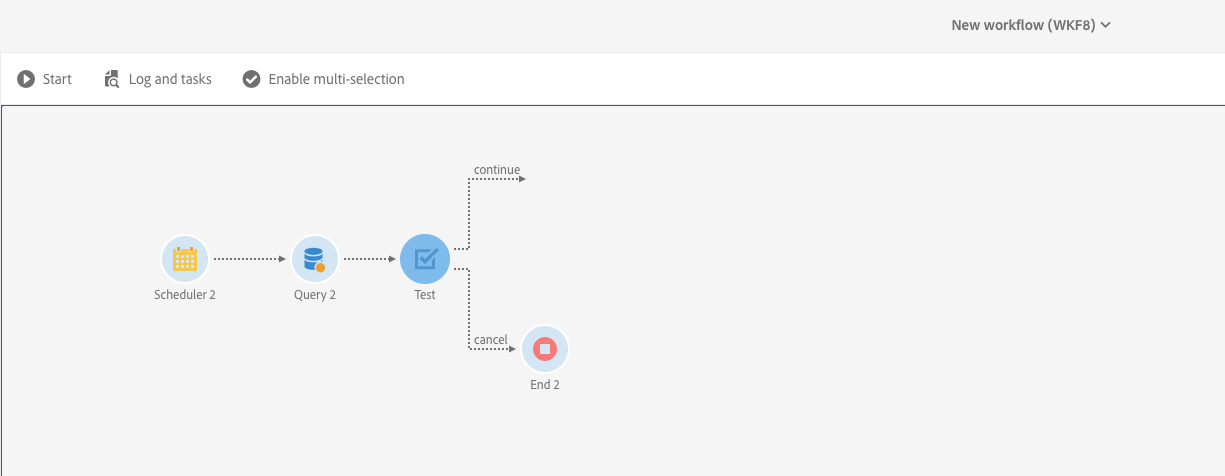 New workflow (WKF8)
Start
Log and tasks
Enable multi-selection
continue
Scheduler 2
Query 2
Test
cancel
End 2